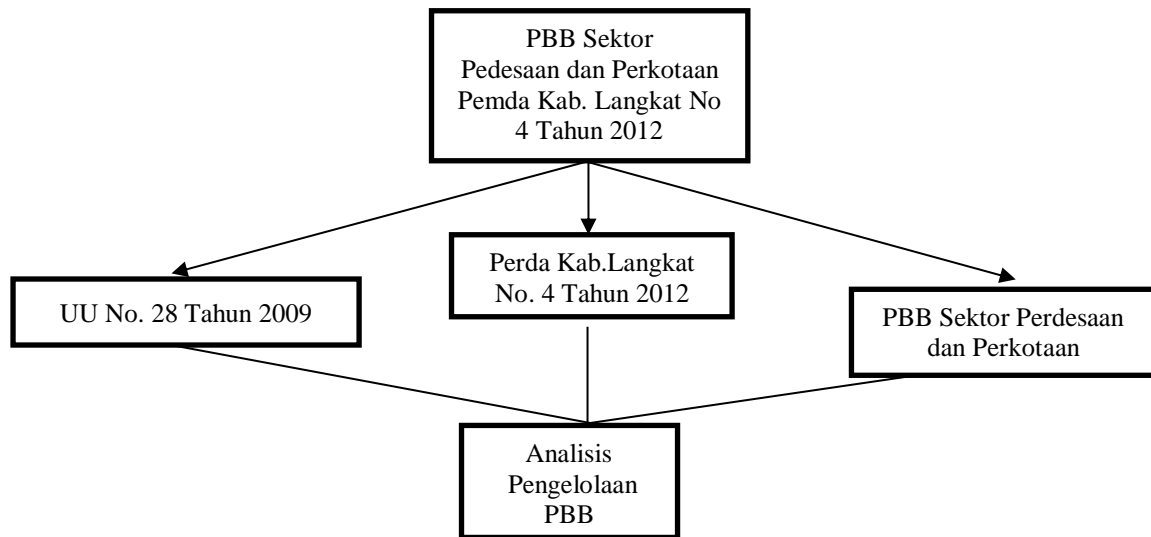 PBB Sektor
Pedesaan dan Perkotaan
Pemda Kab. Langkat No
4 Tahun 2012
UU No. 28 Tahun 2009
Perda Kab.Langkat
No. 4 Tahun 2012
PBB Sektor Perdesaan
dan Perkotaan
Analisis
Pengelolaan
PBB